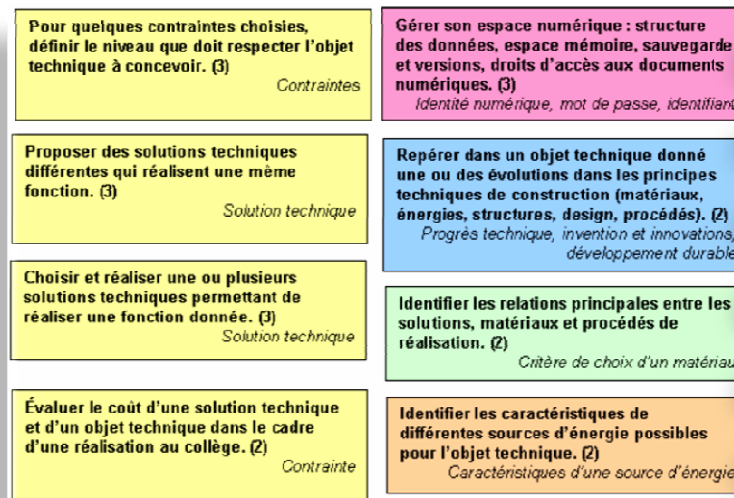 Pour quelques contraintes choisies,
définir le niveau que doit respecter l'objet
technique à concevoir. (3)
Contraintes
Proposer des solutions techniques
différentes qui réalisent une même
fonction. (3)
Solution technique
Choisir et réaliser une ou plusieurs
solutions techniques permettant de
réaliser une fonction donnée. (3)
Solution technique
Évaluer le coût d'une solution technique
et d'un objet technique dans le cadre
d'une réalisation au collège. (2)
Contrainte
Gérer son espace numérique : structure
des données, espace mémoire, sauvegarde
et versions, droits d'accès aux documents
numériques. (3)
Identité numérique, mot de passe, identifiant
Repérer dans un objet technique donné
une ou des évolutions dans les principes
techniques de construction (matériaux,
énergies, structures, design, procédés). (2)
Progrès technique, invention et innovations,
développement durable
Identifier les relations principales entre les
solutions, matériaux et procédés de
réalisation. (2)
Critère de choix d'un matériau
Identifier les caractéristiques de
différentes sources d'énergie possibles
pour l'objet technique. (2)
Caractéristiques d'une source d'énergie